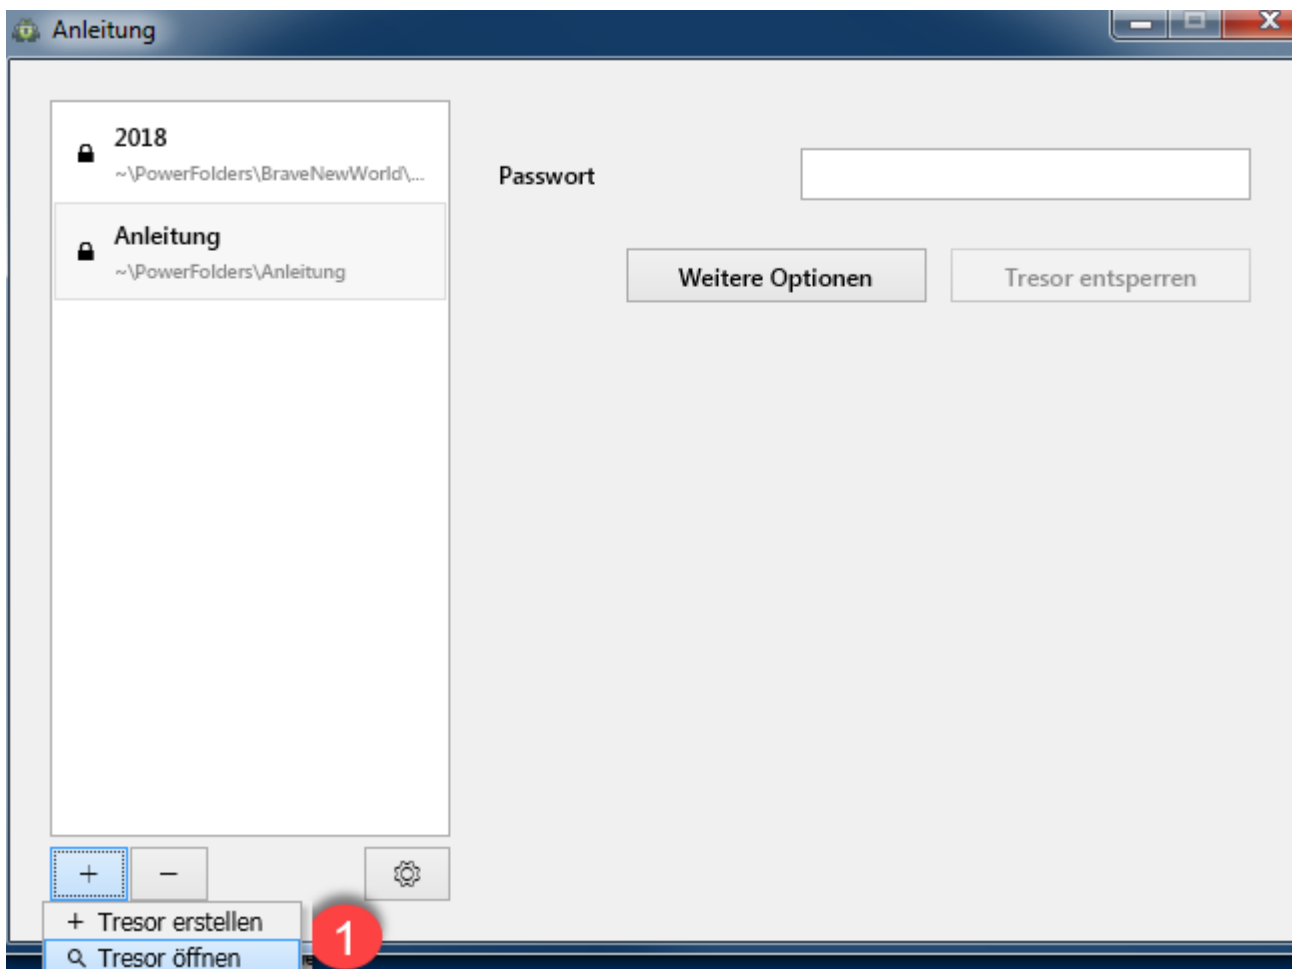 Anleitung
2018
~\PowerFolders\BraveNewWorld\...
Anleitung
~\PowerFolders\Anleitung
Passwort
Weitere Optionen
Tresor entsperren
+ −
+ Tresor erstellen
Tresor öffnen
1